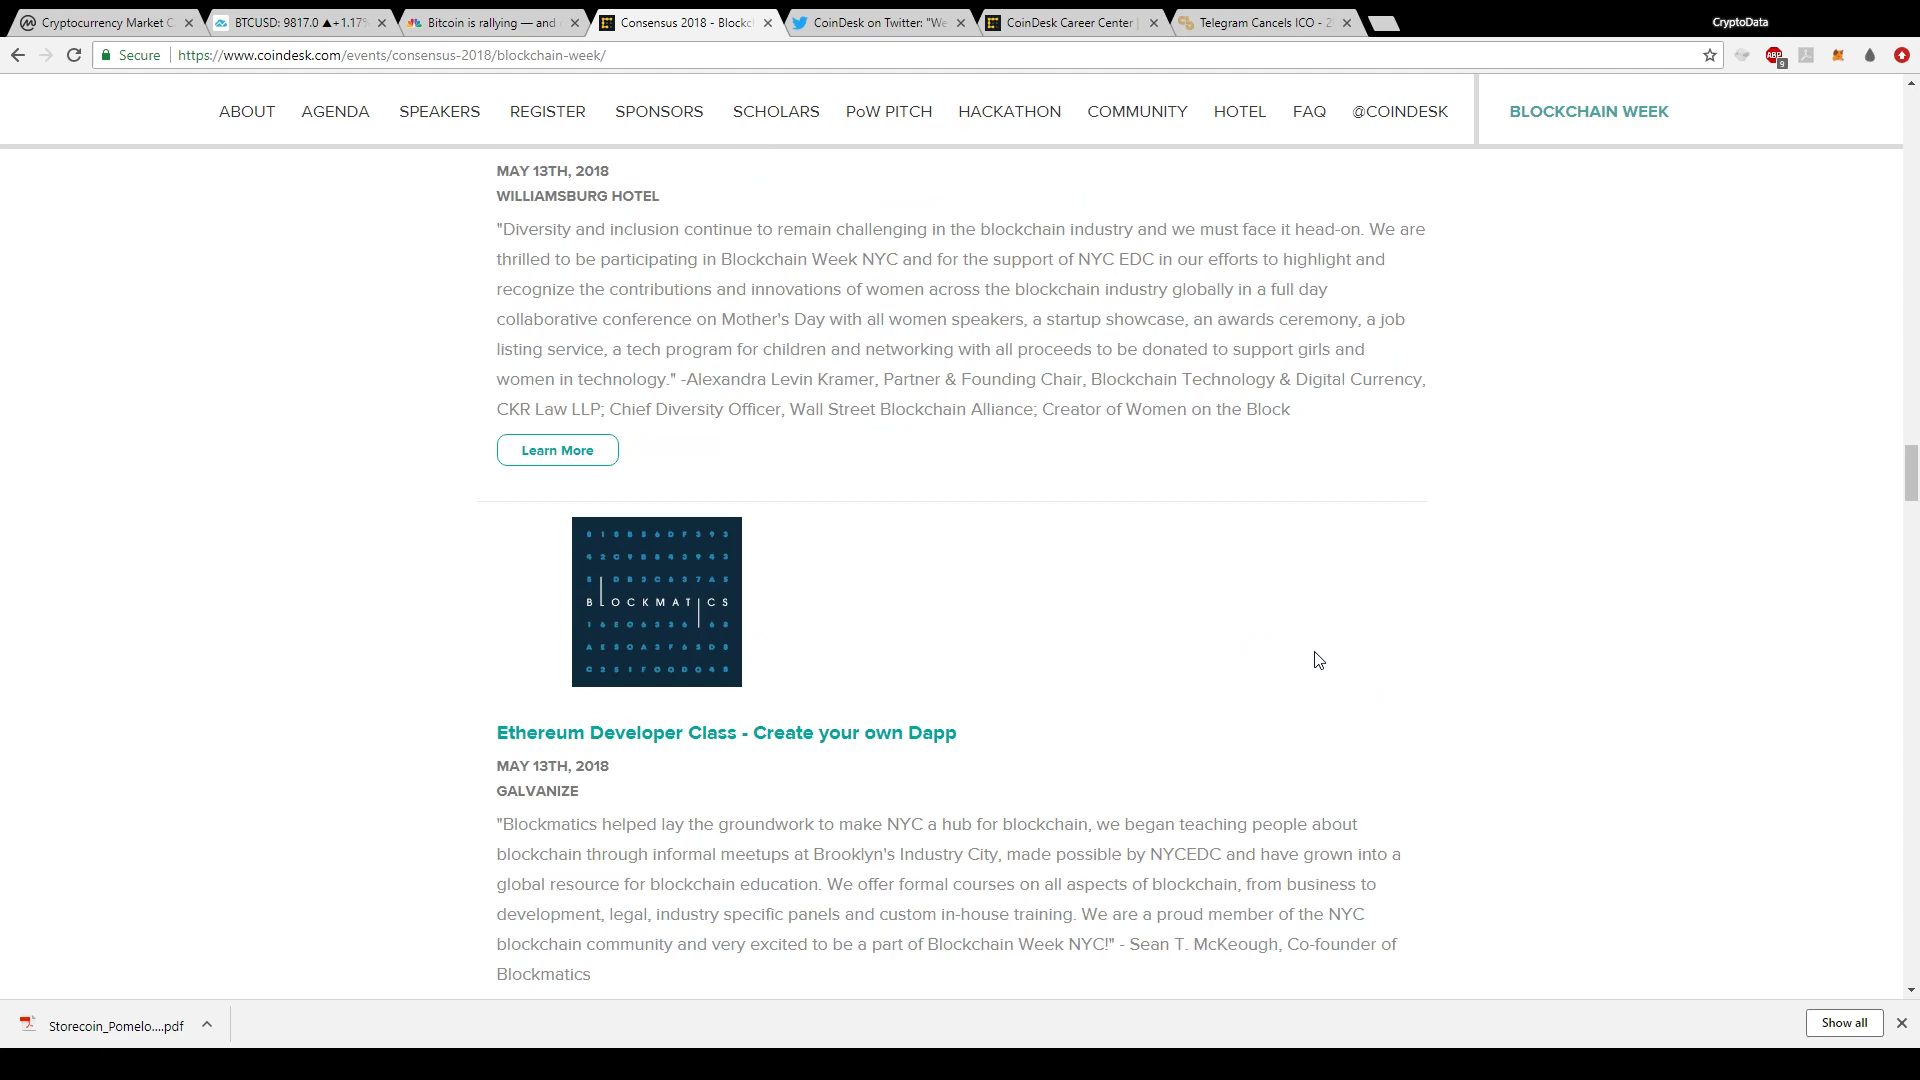 Cryptocurrency Market C
BTCUSD: 9817.0 ▲+1.17%
Bitcoin is rallying — and
Consensus 2018 - Blockc
CoinDesk on Twitter: "We
CoinDesk Career Center |
Telegram Cancels ICO - 2
CryptoData
Secure
https://www.coindesk.com/events/consensus-2018/blockchain-week/
ABP
9
ABOUT AGENDA SPEAKERS REGISTER SPONSORS SCHOLARS PoW PITCH HACKATHON COMMUNITY HOTEL FAQ @COINDESK BLOCKCHAIN WEEK
MAY 13TH, 2018
WILLIAMSBURG HOTEL
"Diversity and inclusion continue to remain challenging in the blockchain industry and we must face it head-on. We are
thrilled to be participating in Blockchain Week NYC and for the support of NYC EDC in our efforts to highlight and
recognize the contributions and innovations of women across the blockchain industry globally in a full day
collaborative conference on Mother's Day with all women speakers, a startup showcase, an awards ceremony, a job
listing service, a tech program for children and networking with all proceeds to be donated to support girls and
women in technology." -Alexandra Levin Kramer, Partner & Founding Chair, Blockchain Technology & Digital Currency,
CKR Law LLP; Chief Diversity Officer, Wall Street Blockchain Alliance; Creator of Women on the Block
Learn More
BLOCKMATICS
Ethereum Developer Class - Create your own Dapp
MAY 13TH, 2018
GALVANIZE
"Blockmatics helped lay the groundwork to make NYC a hub for blockchain, we began teaching people about
blockchain through informal meetups at Brooklyn's Industry City, made possible by NYCEDC and have grown into a
global resource for blockchain education. We offer formal courses on all aspects of blockchain, from business to
development, legal, industry specific panels and custom in-house training. We are a proud member of the NYC
blockchain community and very excited to be a part of Blockchain Week NYC!" - Sean T. McKeough, Co-founder of
Blockmatics
Storecoin_Pomelo....pdf
Show all